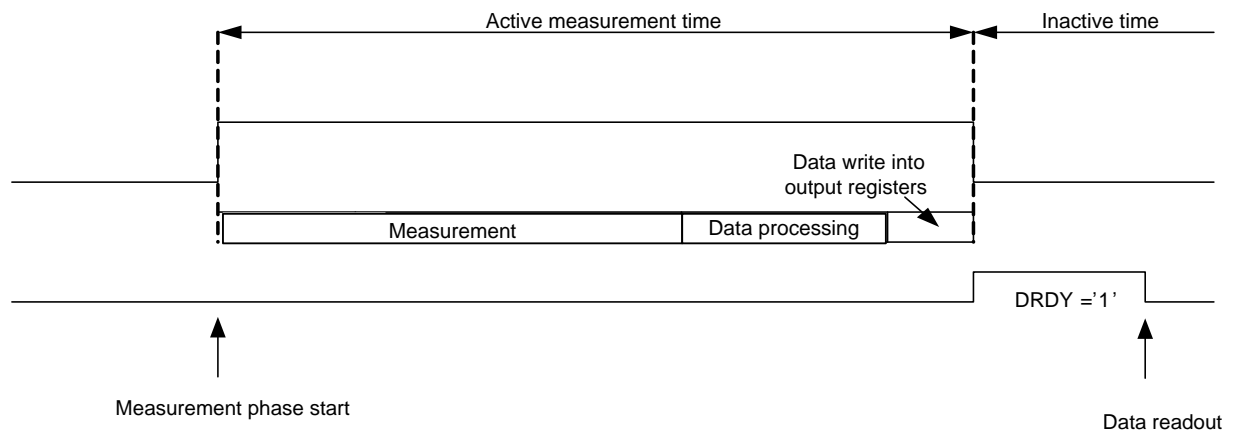 Active measurement time
Inactive time
Data write into
output registers
Measurement
Data processing
DRDY ='1'
Measurement phase start
Data readout